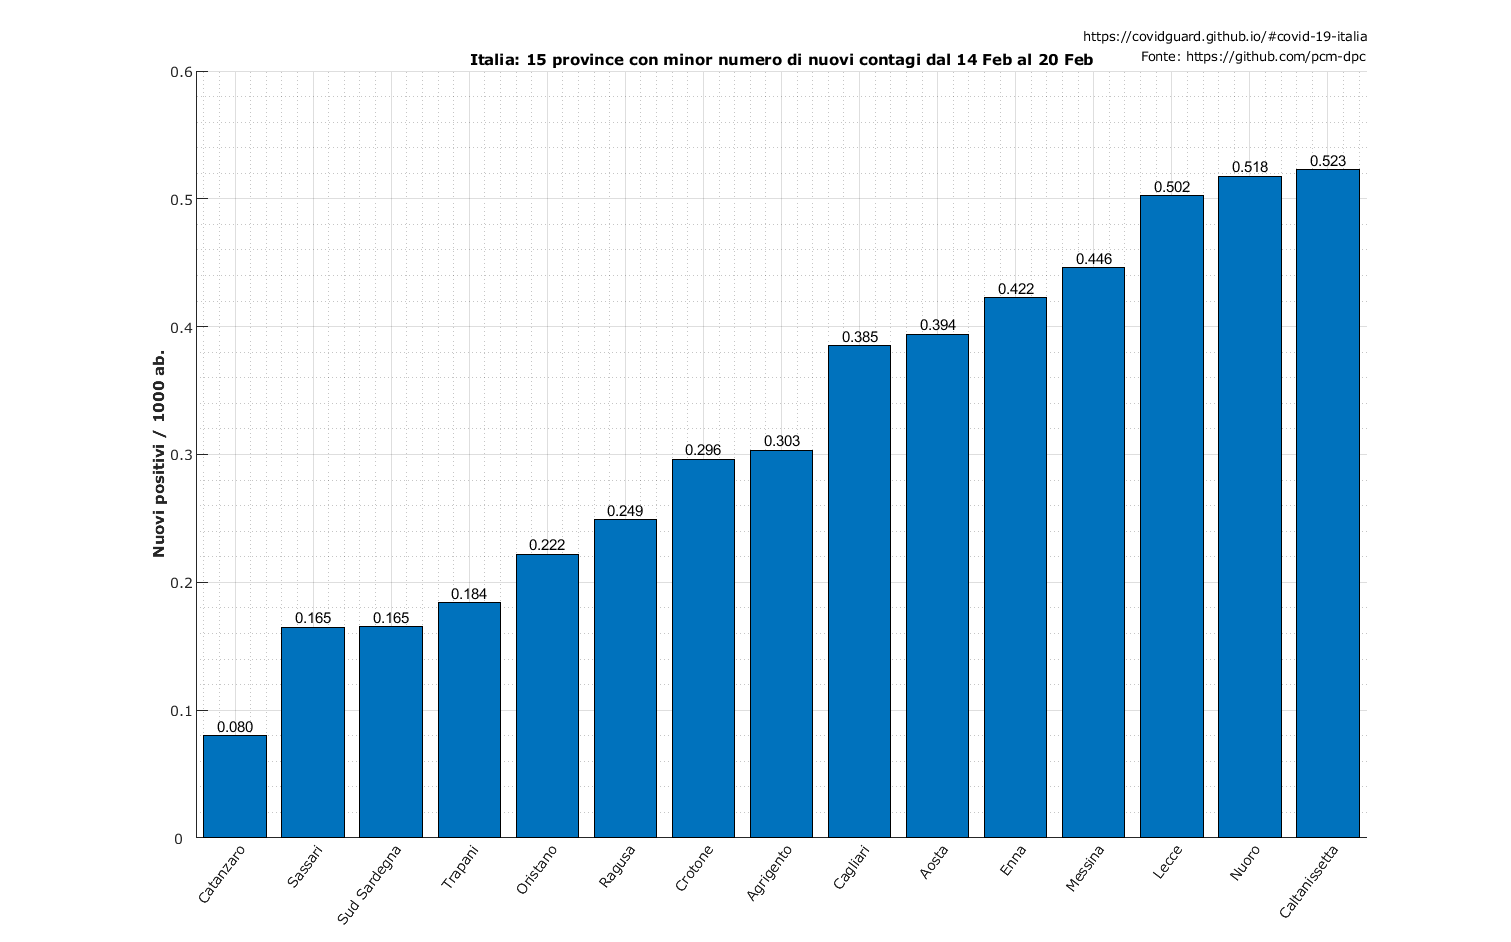 https://covidguard.github.io/#covid-19-italia
Fonte: https://github.com/pcm-dpc
Italia: 15 province con minor numero di nuovi contagi dal 14 Feb al 20 Feb
Nuovi positivi / 1000 ab.
0.6
0.5
0.4
0.3
0.2
0.1
0
0.080
0.165
0.165
0.184
0.222
0.249
0.296
0.303
0.385
0.394
0.422
0.446
0.502
0.518
0.523
Catanzaro
Sassari
Sud Sardegna
Trapani
Oristano
Ragusa
Crotone
Agrigento
Cagliari
Aosta
Enna
Messina
Lecce
Nuoro
Caltanissetta